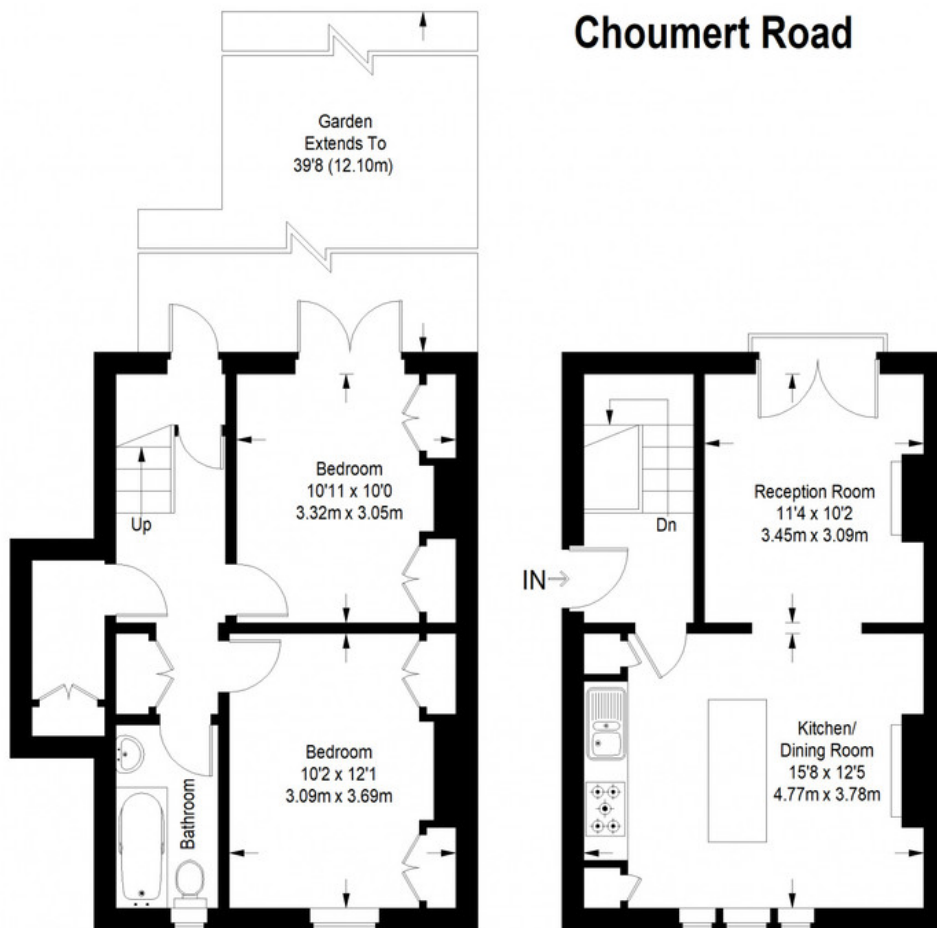 Choumert Road
Garden
Extends To
39'8 (12.10m)
Bedroom
10'11 x 10'0
3.32m x 3.05m
Up
Bedroom
10'2 x 12'1
3.09m x 3.69m
Bathroom
Reception Room
11'4 x 10'2
3.45m x 3.09m
Dn
IN
Kitchen/
Dining Room
15'8 x 12'5
4.77m x 3.78m